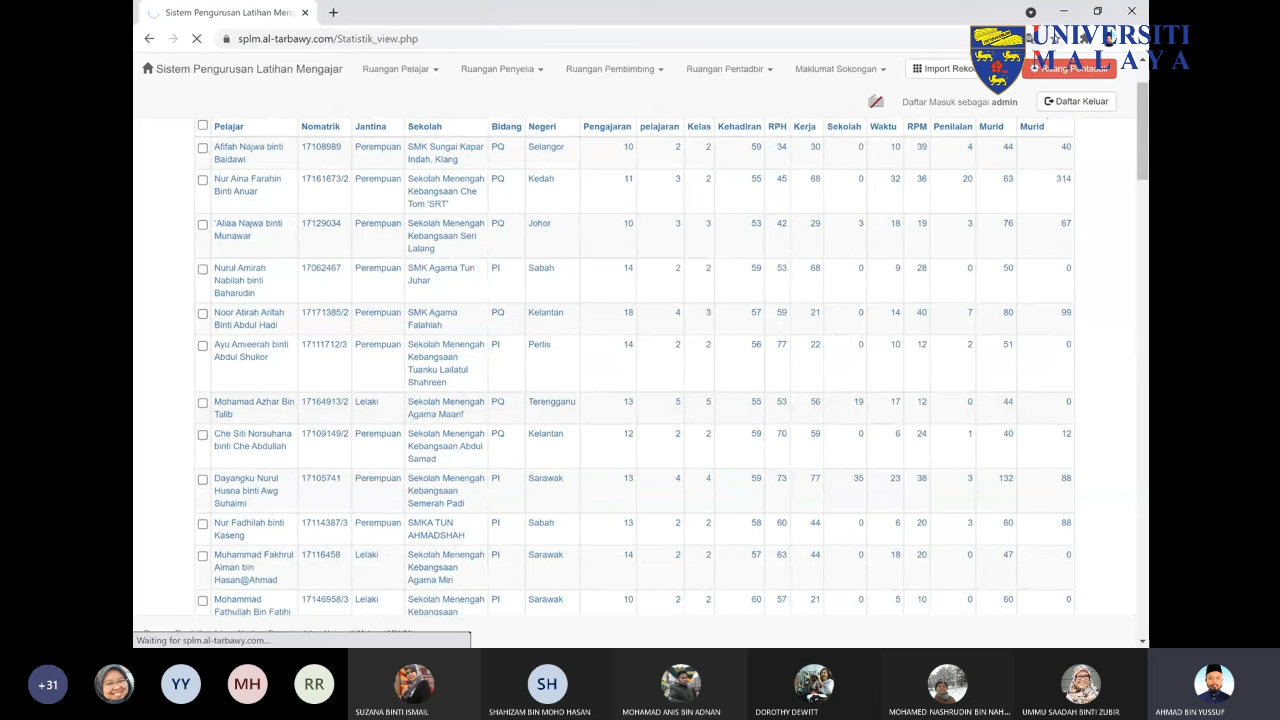 Sistem Pengurusan Latihan Meng
splm.al-tarbawy.com/Statistik_view.php
UNIVERSITI
MALAYA
Sistem Pengurusan Latihan Mengajar Ruangan Pelajar Ruangan Penyelia Ruangan Pembimbing Ruangan Pentadbir Maklumat Sokongan Import Reko Ruang Pentadbir
Daftar Masuk sebagai admin Daftar Keluar
Pelajar Nomatrik Jantina Sekolah Bidang Negeri Pengajaran pelajaran Kelas Kehadiran RPH Kerja Sekolah Waktu RPM Penilaian Murid Murid
Afifah Najwa binti 17108989 Perempuan SMK Sungai Kapar PQ Selangor 10 2 2 59 34 30 0 10 39 4 44 40
Baidawi Indah, Klang
Nur Aina Farahin 17161673/2 Perempuan Sekolah Menengah PQ Kedah 11 3 2 55 45 68 0 32 36 20 63 314
Binti Anuar Kebangsaan Che
Tom 'SRT'
'Aliaa Najwa binti 17129034 Perempuan Sekolah Menengah PQ Johor 10 3 3 53 42 29 3 18 19 3 76 67
Munawar Kebangsaan Seri
Lalang
Nurul Amirah 17062467 Perempuan SMK Agama Tun PI Sabah 14 2 2 59 53 68 0 9 28 0 50 0
Nabilah binti Juhar
Baharudin
Noor Atirah Arifah 17171385/2 Perempuan SMK Agama PQ Kelantan 18 4 3 57 59 21 0 14 40 7 80 99
Binti Abdul Hadi Falahiah
Ayu Amieerah binti 17111712/3 Perempuan Sekolah Menengah PI Perlis 14 2 2 56 77 22 0 10 12 2 51 0
Abdul Shukor Kebangsaan
Tuanku Lailatul
Shahreen
Mohamad Azhar Bin 17164913/2 Lelaki Sekolah Menengah PQ Terengganu 13 5 5 55 53 56 19 17 12 0 44 0
Talib Agama Maarif
Che Siti Norsuhana 17109149/2 Perempuan Sekolah Menengah PQ Kelantan 12 2 2 59 70 59 0 6 24 1 40 12
binti Che Abdullah Kebangsaan Abdul
Samad
Dayangku Nurul 17105741 Perempuan Sekolah Menengah PI Sarawak 13 4 4 59 73 77 35 23 38 3 132 88
Husna binti Awg Kebangsaan
Suhaimi Semerah Padi
Nur Fadhilah binti 17114387/3 Perempuan SMKA TUN PI Sabah 13 2 2 58 60 44 0 6 20 3 60 88
Kaseng AHMADSHAH
Muhammad Fakhrul 17116458 Lelaki Sekolah Menengah PI Sarawak 14 2 2 57 63 44 0 18 20 0 47 0
Aiman bin Kebangsaan
Hasan@Ahmad Agama Miri
Mohammad 17146958/3 Lelaki Sekolah Menengah PI Sarawak 10 2 2 60 57 21 0 5 10 0 60 0
Fathullah Bin Fatihi Kebangsaan
Waiting for splm.al-tarbawy.com...
+31 YY MH RR SH
SUZANA BINTI ISMAIL SHAHIZAM BIN MOHD HASAN MOHAMAD ANIS BIN ADNAN DOROTHY DEWITT MOHAMED NASHRUDIN BIN NAH... UMMU SAADAH BINTI ZUBIR AHMAD BIN YUSSUF